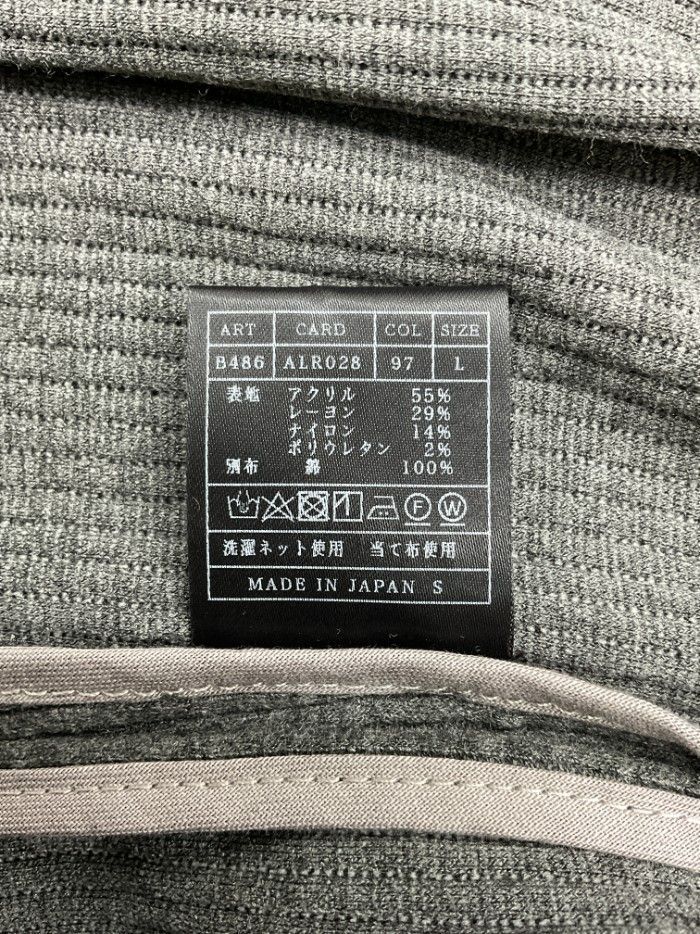 ART CARD COL SIZE
B486 ALR028 97 L
表地 アクリル 55%
レーヨン 29%
ナイロン 14%
ポリウレタン 2%
別布 綿 100%
F W
洗濯ネット使用 当て布使用
MADE IN JAPAN S